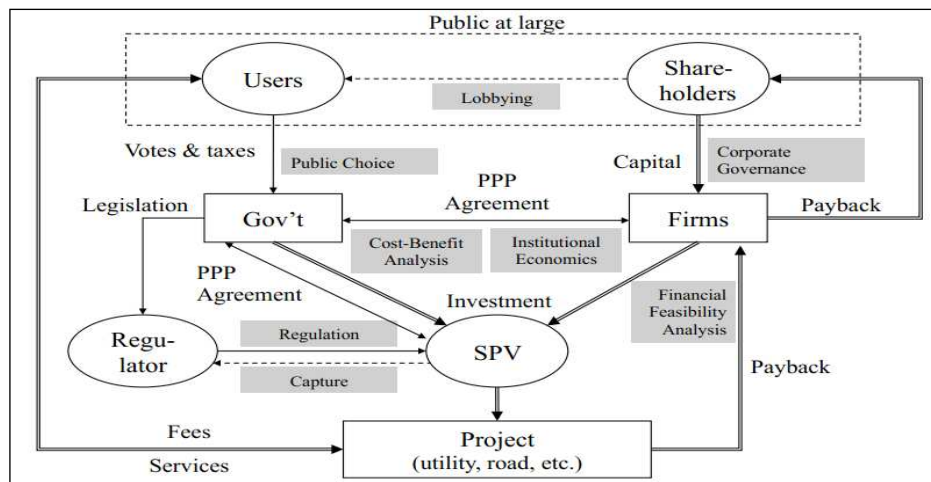 Public at large
Users
Share-
holders
Lobbying
Votes & taxes
Public Choice
Capital
Corporate
Governance
Legislation
Gov't
PPP
Agreement
Firms
Payback
Cost-Benefit
Analysis
Institutional
Economics
PPP
Agreement
Investment
Financial
Feasibility
Analysis
Regu-
lator
Regulation
SPV
Capture
Payback
Fees
Services
Project
(utility, road, etc.)